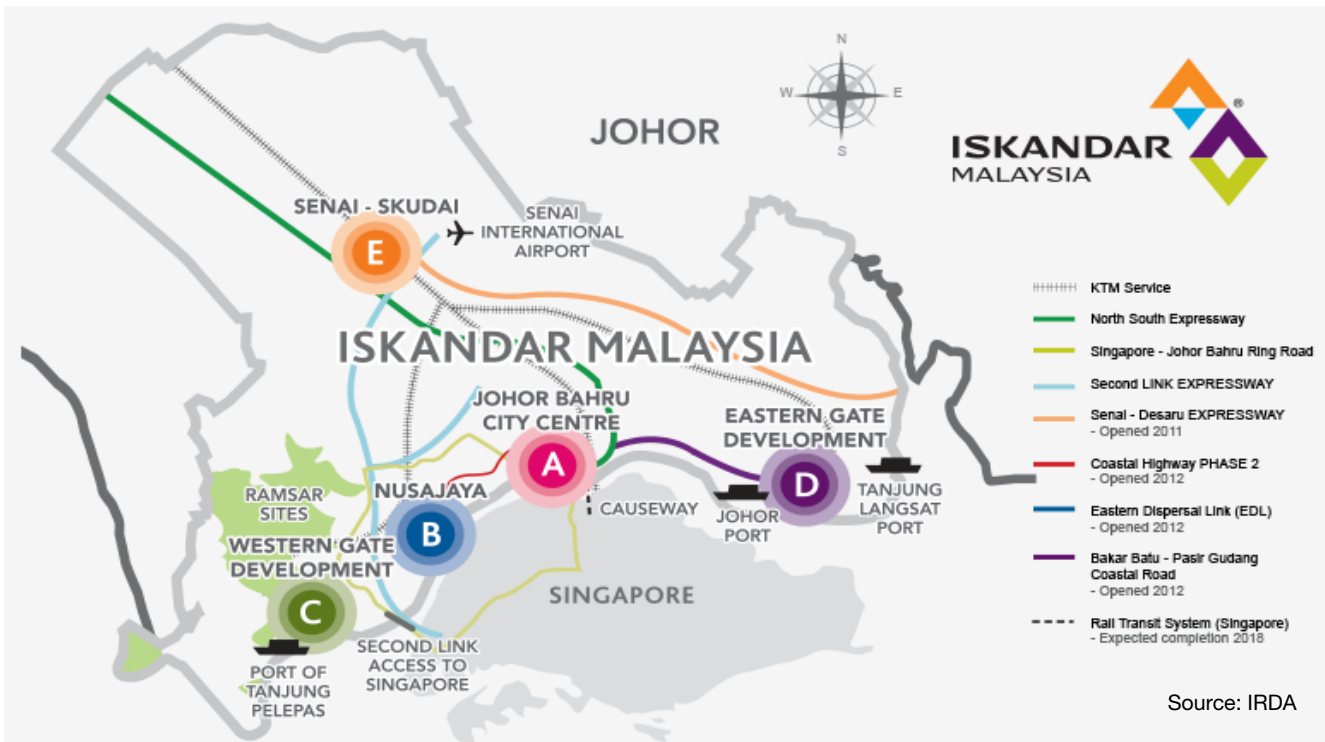 N
W
E
S
JOHOR
®
ISKANDAR
MALAYSIA
SENAI - SKUDAI
E
SENAI
INTERNATIONAL
AIRPORT
ISKANDAR MALAYSIA
JOHOR BAHRU
CITY CENTRE
A
EASTERN GATE
DEVELOPMENT
D
NUSAJAYA
B
RAMSAR
SITES
WESTERN GATE
DEVELOPMENT
C
CAUSEWAY
JOHOR
PORT
TANJUNG
LANGSAT
PORT
SINGAPORE
SECOND LINK
ACCESS TO
SINGAPORE
PORT OF
TANJUNG
PELEPAS
KTM Service
North South Expressway
Singapore - Johor Bahru Ring Road
Second LINK EXPRESSWAY
Senai - Desaru EXPRESSWAY
- Opened 2011
Coastal Highway PHASE 2
- Opened 2012
Eastern Dispersal Link (EDL)
- Opened 2012
Bakar Batu - Pasir Gudang
Coastal Road
- Opened 2012
Rail Transit System (Singapore)
- Expected completion 2018
Source: IRDA